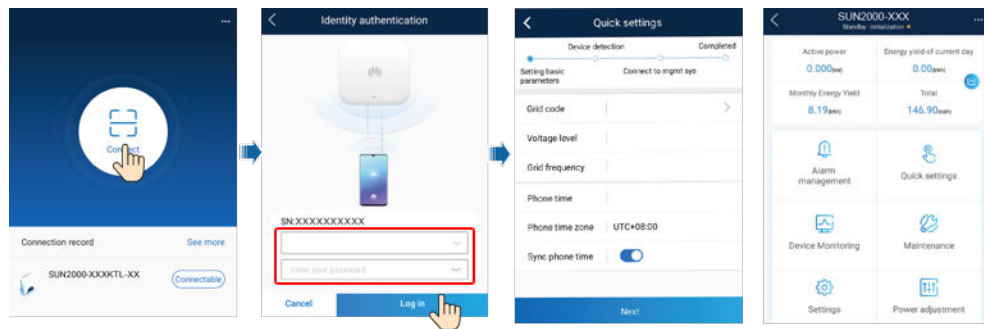 ...
Connect
Connection record
See more
SUN2000-XXXKTL-XX
Connectable
Identity authentication
SN:XXXXXXXXXX
Enter your password
Cancel
Log in
Quick settings
Device detection
Completed
Setting basic
parameters
Connect to mgmt sys
Grid code
Voltage level
Grid frequency
Phone time
Phone time zone
UTC+08:00
Sync phone time
Next
SUN2000-XXX
...
Standby: initialization
Active power
Energy yield of current day
0.000(kW)
0.00(kWh)
Monthly Energy Yield
Total
8.19(kWh)
146.90(kWh)
Alarm
management
Quick settings
Device Monitoring
Maintenance
Settings
Power adjustment